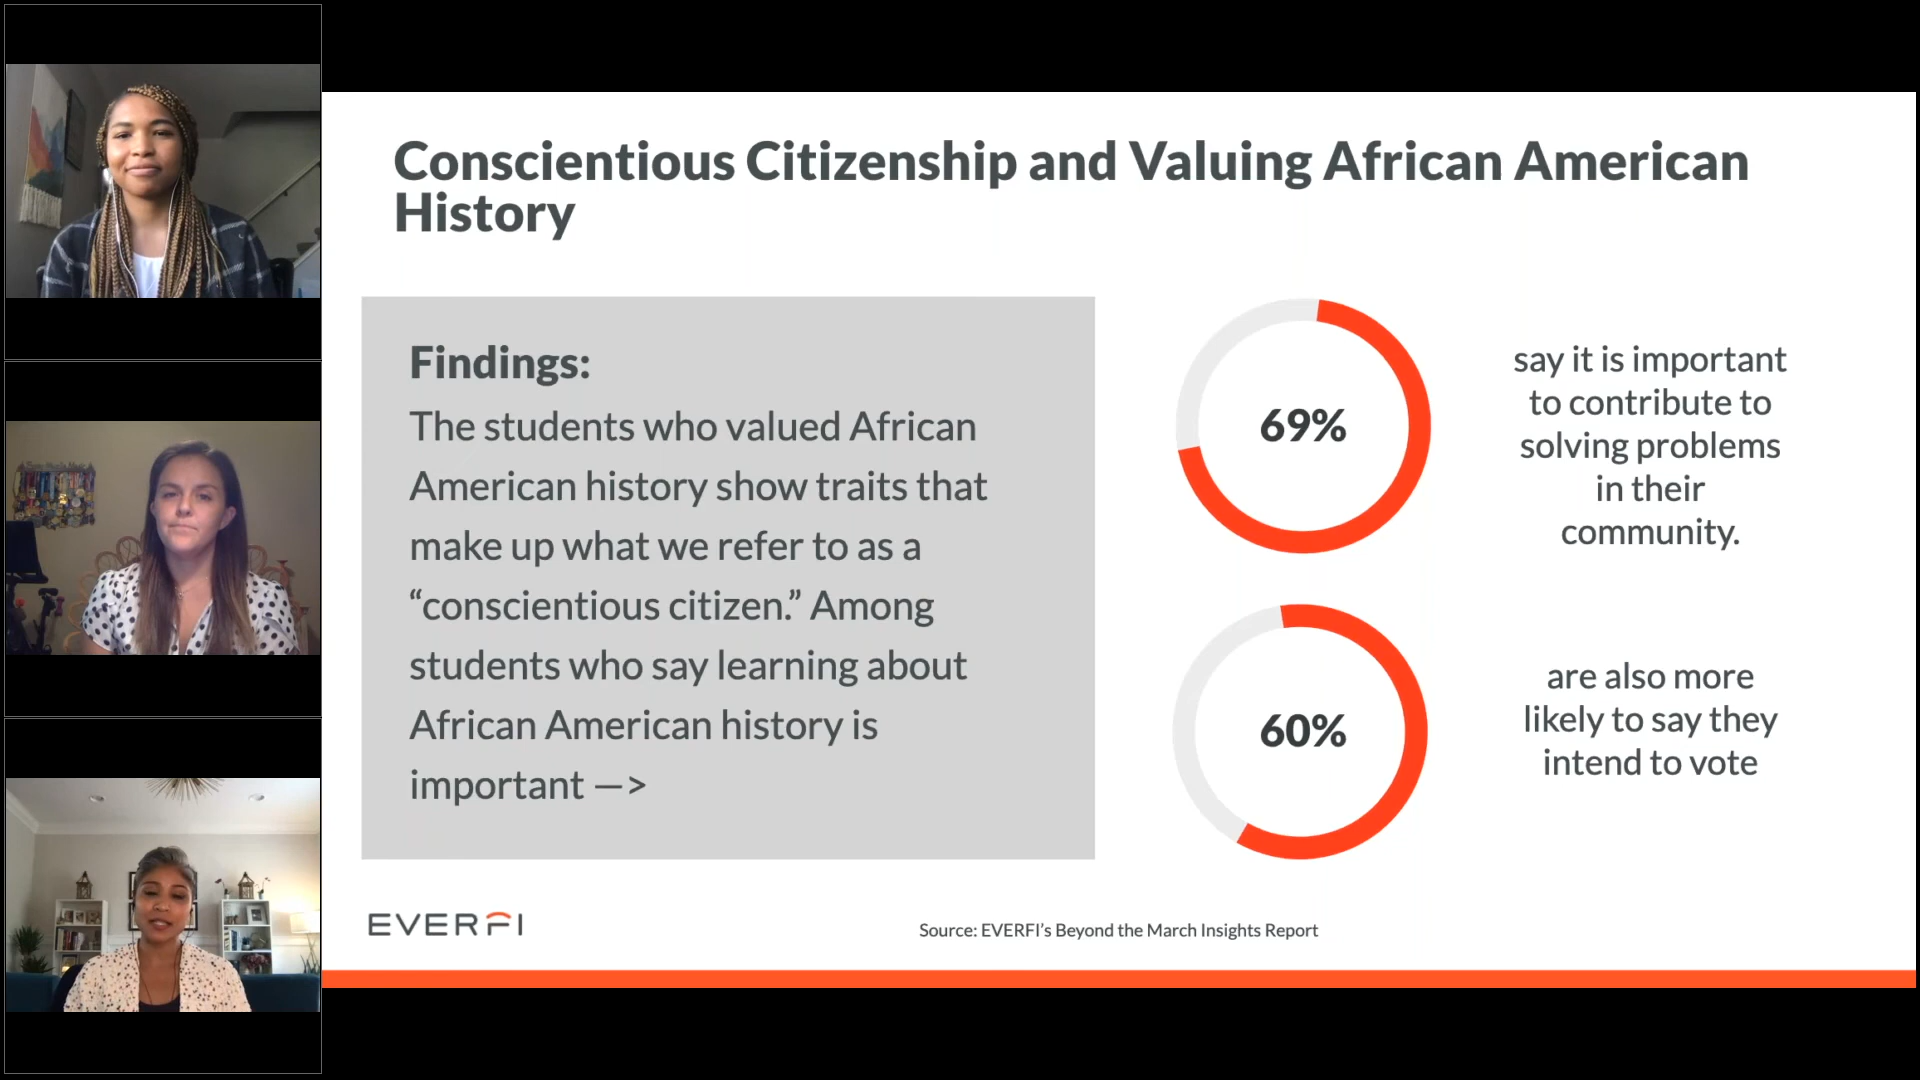 Conscientious Citizenship and Valuing African American
History
Findings:
The students who valued African
American history show traits that
make up what we refer to as a
“conscientious citizen.” Among
students who say learning about
African American history is
important —>
69%
say it is important
to contribute to
solving problems
in their
community.
60%
are also more
likely to say they
intend to vote
EVERFI
Source: EVERFI’s Beyond the March Insights Report